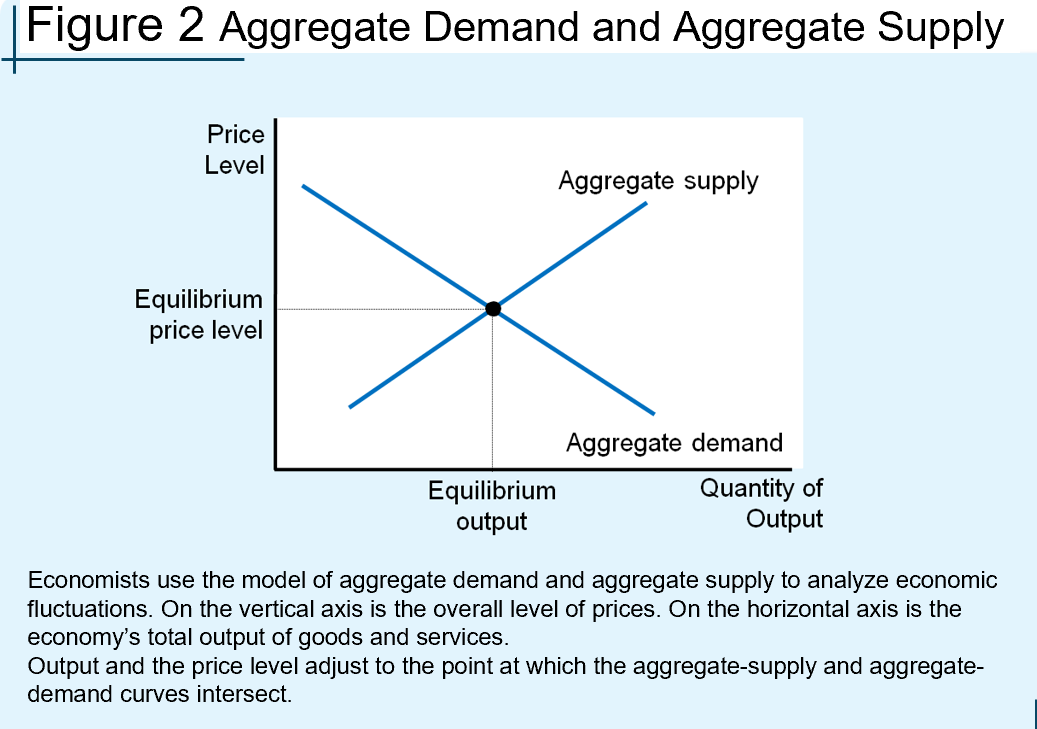 Figure 2 Aggregate Demand and Aggregate Supply
Price
Level
Aggregate supply
Equilibrium
price level
Aggregate demand
Equilibrium
output
Quantity of
Output
Economists use the model of aggregate demand and aggregate supply to analyze economic
fluctuations. On the vertical axis is the overall level of prices. On the horizontal axis is the
economy’s total output of goods and services.
Output and the price level adjust to the point at which the aggregate-supply and aggregate-
demand curves intersect.